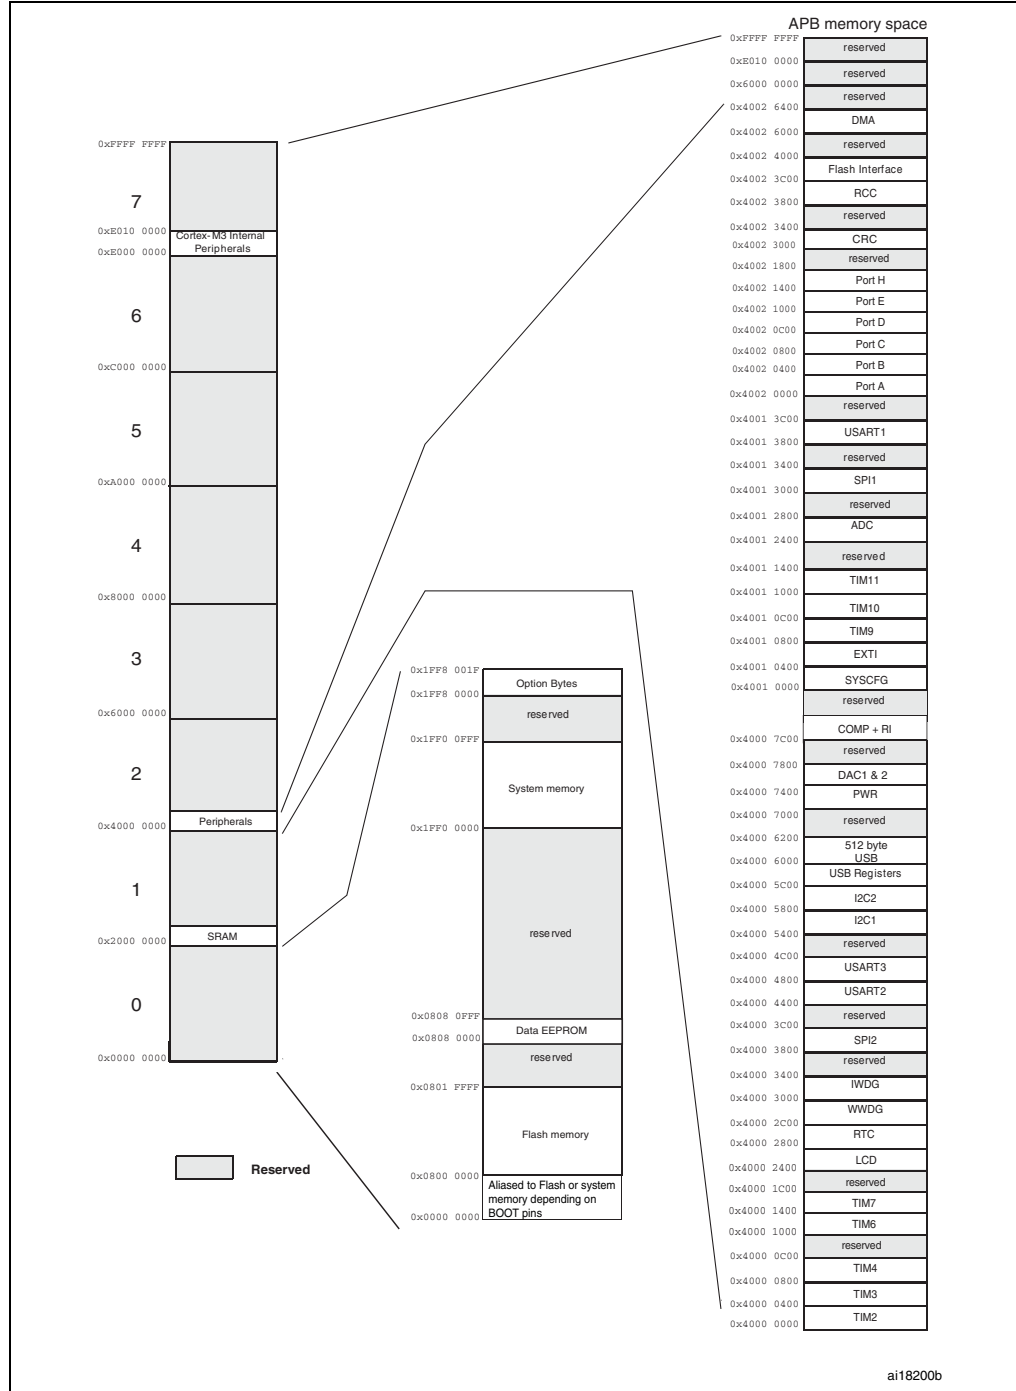 APB memory space
0xFFFF FFFF
reserved
0xE010 0000
reserved
0x6000 0000
reserved
0x4002 6400
DMA
0x4002 6000
reserved
0x4002 4000
Flash Interface
0x4002 3C00
RCC
0x4002 3800
reserved
0x4002 3400
CRC
0x4002 3000
reserved
0x4002 1800
Port H
0x4002 1400
Port E
0x4002 1000
Port D
0x4002 0C00
Port C
0x4002 0800
Port B
0x4002 0400
Port A
0x4002 0000
reserved
0x4001 3C00
USART1
0x4001 3800
reserved
0x4001 3400
SPI1
0x4001 3000
reserved
0x4001 2800
ADC
0x4001 2400
reserved
0x4001 1400
TIM11
0x4001 1000
TIM10
0x4001 0C00
TIM9
0x4001 0800
EXTI
0x4001 0400
SYSCFG
0x4001 0000
reserved
COMP + RI
0x4000 7C00
reserved
0x4000 7800
DAC1 & 2
0x4000 7400
PWR
0x4000 7000
reserved
0x4000 6200
512 byte
USB
0x4000 6000
USB Registers
0x4000 5C00
I2C2
0x4000 5800
I2C1
0x4000 5400
reserved
0x4000 4C00
USART3
0x4000 4800
USART2
0x4000 4400
reserved
0x4000 3C00
SPI2
0x4000 3800
reserved
0x4000 3400
IWDG
0x4000 3000
WWDG
0x4000 2C00
RTC
0x4000 2800
LCD
0x4000 2400
reserved
0x4000 1C00
TIM7
0x4000 1400
TIM6
0x4000 1000
reserved
0x4000 0C00
TIM4
0x4000 0800
TIM3
0x4000 0400
TIM2
0x4000 0000
0xFFFF FFFF
7
0xE010 0000
Cortex-M3 Internal
Peripherals
0xE000 0000
6
0xC000 0000
5
0xA000 0000
4
0x8000 0000
3
0x6000 0000
2
Peripherals
0x4000 0000
1
SRAM
0x2000 0000
0
0x0000 0000
0x1FF8 001F
Option Bytes
0x1FF8 0000
reserved
0x1FF0 0FFF
System memory
0x1FF0 0000
reserved
0x0808 0FFF
Data EEPROM
0x0808 0000
reserved
0x0801 FFFF
Flash memory
0x0800 0000
Aliased to Flash or system
memory depending on
BOOT pins
0x0000 0000
Reserved
ai18200b